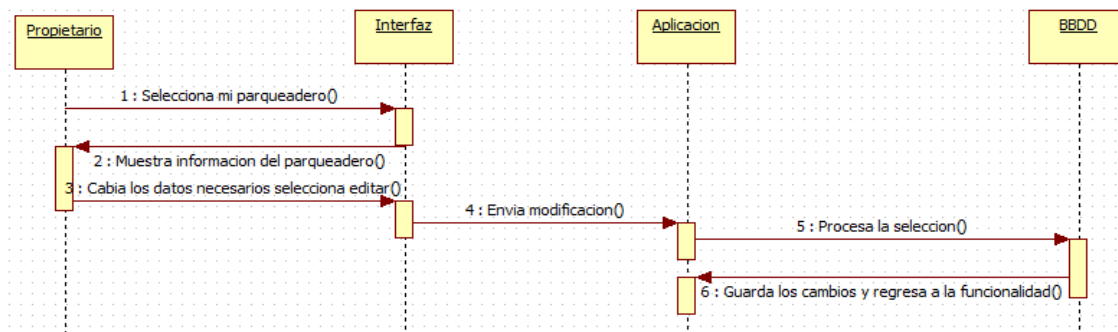 Propietario
Interfaz
Aplicacion
BBDD
1 : Selecciona mi parqueadero()
2 : Muestra informacion del parqueadero()
3 : Cabia los datos necesarios selecciona editar()
4 : Envia modificacion()
5 : Procesa la seleccion()
6 : Guarda los cambios y regresa a la funcionalidad()